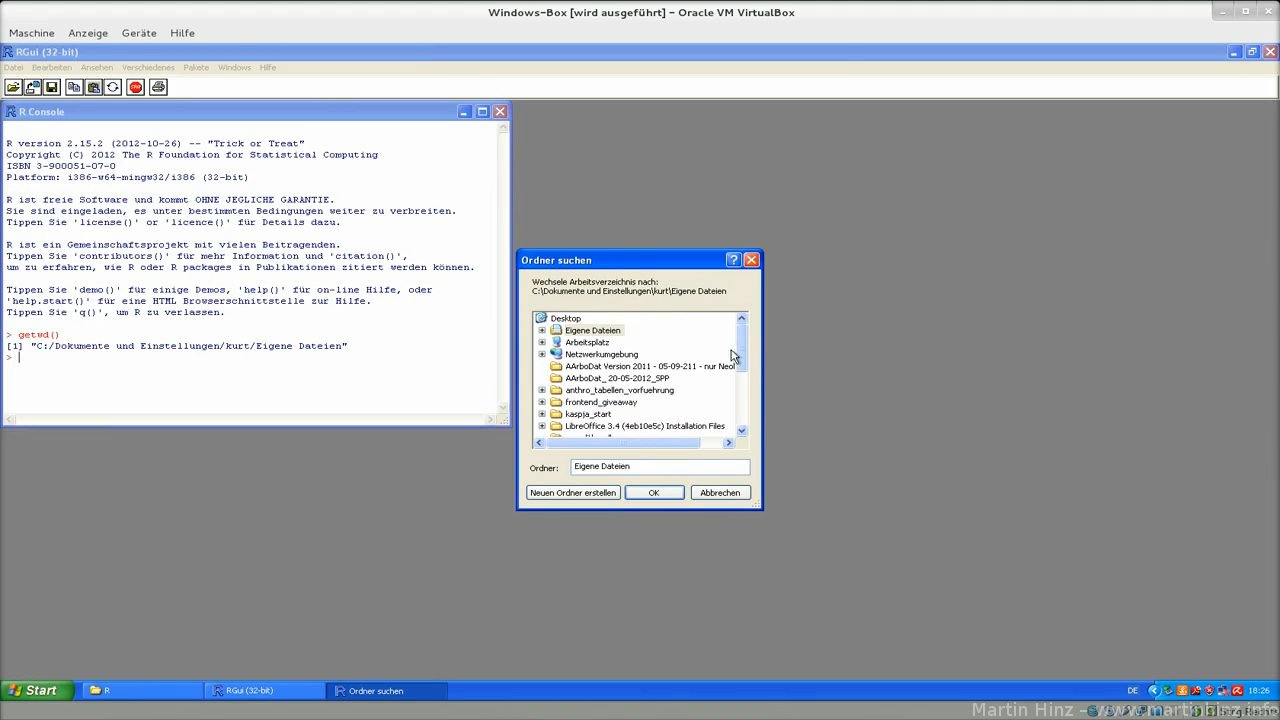 Windows-Box [wird ausgeführt] - Oracle VM VirtualBox
Maschine Anzeige Geräte Hilfe
RGui (32-bit)
Datei Bearbeiten Ansehen Verschiedenes Pakete Windows Hilfe
STOP
R Console
R version 2.15.2 (2012-10-26) -- "Trick or Treat"
Copyright (C) 2012 The R Foundation for Statistical Computing
ISBN 3-900051-07-0
Platform: i386-w64-mingw32/i386 (32-bit)
R ist freie Software und kommt OHNE JEGLICHE GARANTIE.
Sie sind eingeladen, es unter bestimmten Bedingungen weiter zu verbreiten.
Tippen Sie 'license()' or 'licence()' für Details dazu.
R ist ein Gemeinschaftsprojekt mit vielen Beitragenden.
Tippen Sie 'contributors()' für mehr Information und 'citation()',
um zu erfahren, wie R oder R packages in Publikationen zitiert werden können.
Tippen Sie 'demo()' für einige Demos, 'help()' für on-line Hilfe, oder
'help.start()' für eine HTML Browserschnittstelle zur Hilfe.
Tippen Sie 'q()', um R zu verlassen.
> getwd()
[1] "C:/Dokumente und Einstellungen/kurt/Eigene Dateien"
>
Ordner suchen
Wechsele Arbeitsverzeichnis nach:
C:\Dokumente und Einstellungen\kurt\Eigene Dateien
Desktop
Eigene Dateien
Arbeitsplatz
Netzwerkumgebung
AArboDat Version 2011 - 05-09-211 - nur Neol
AArboDat_ 20-05-2012_SPP
anthro_tabellen_vorfuehrung
frontend_giveaway
kaspja_start
LibreOffice 3.4 (4eb10e5c) Installation Files
Ordner: Eigene Dateien
Neuen Ordner erstellen OK Abbrechen
Start R RGui (32-bit) Ordner suchen DE 18:26
Martin Hinz - www.martinhinz.info